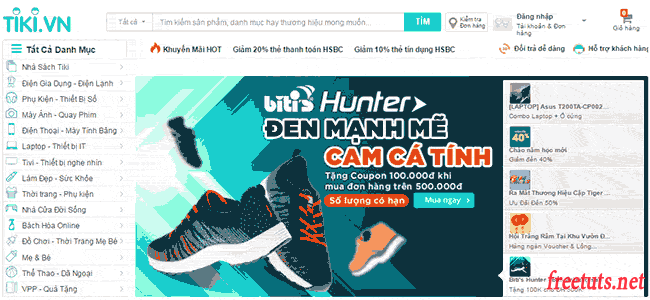 TIKI.VN
Tất cả
Tìm kiếm sản phẩm, danh mục hay thương hiệu mong muốn ...
TÌM
Kiểm tra
Đơn hàng
Đăng nhập
Tài khoản & Đơn hàng
Giỏ hàng
Tất Cả Danh Mục
Khuyến Mãi HOT
Giảm 20% thẻ thanh toán HSBC
Giảm 10% thẻ tín dụng HSBC
Đổi trả dễ dàng
Hỗ trợ khách hàng
Nhà Sách Tiki
Điện Gia Dụng - Điện Lạnh
Phụ Kiện - Thiết Bị Số
Máy Ảnh - Quay Phim
Điện Thoại - Máy Tính Bảng
Laptop - Thiết bị IT
Tivi - Thiết bị nghe nhìn
Làm Đẹp - Sức Khỏe
Thời trang - Phụ kiện
Nhà Cửa Đời Sống
Bách Hóa Online
Đồ Chơi - Thời Trang Mẹ Bé
Mẹ & Bé
Thể Thao - Dã Ngoại
VPP - Quà Tặng
biti's Hunter
ĐEN MẠNH MẼ
CAM CÁ TÍNH
Tặng Coupon 100.000đ khi
mua đơn hàng trên 500.000đ
Số lượng có hạn
Mua ngay
[LAPTOP] Asus T200TA-CP002...
Combo Laptop + Ổ cứng
40%
Chào năm học mới
Giảm đến 40%
Ra Mắt Thương Hiệu Cặp Tiger ...
Ưu Đãi Đến 50%
Hội Trăng Rằm Tại Khu Vườn Đ...
Hàng ngàn Voucher & Lồng...
Biti's Hunter
Tặng 100K
freetuts.net